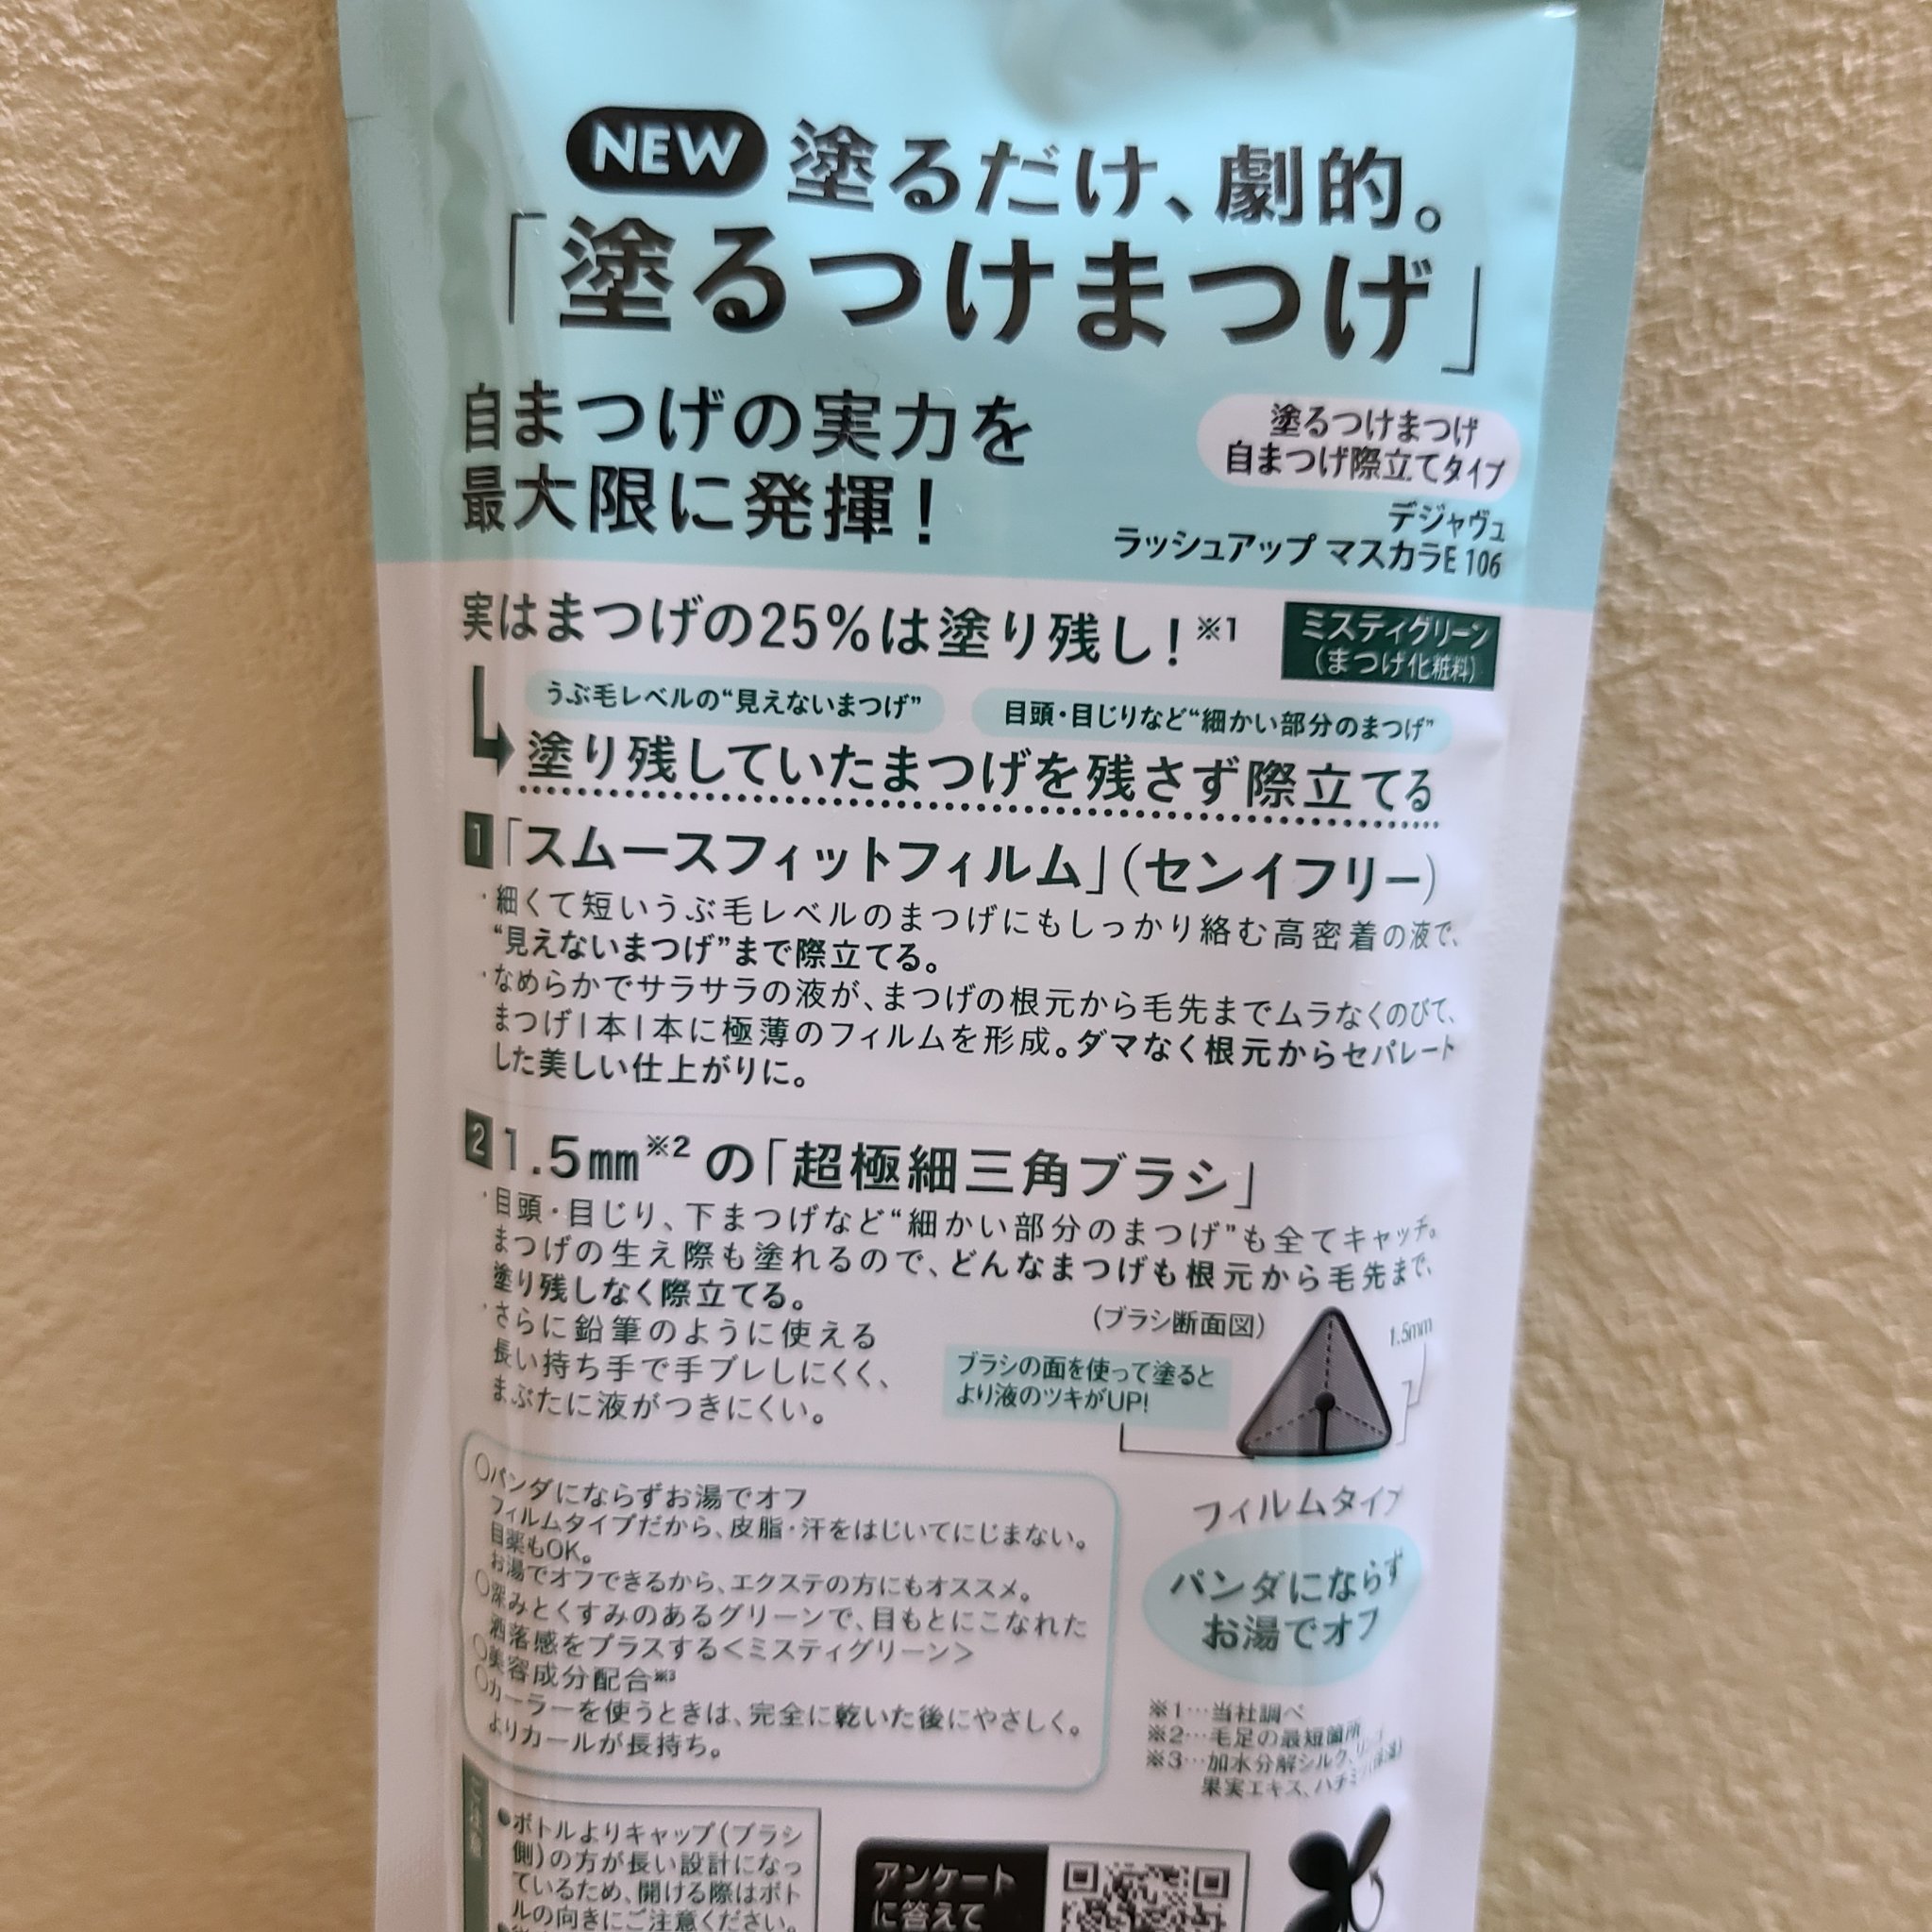 NEW 塗るだけ、劇的。
「塗るつけまつげ」
自まつげの実力を
最大限に発揮!
塗るつけまつげ
自まつげ際立てタイプ
デジャヴュ
ラッシュアップ マスカラE 106
ミスティグリーン
(まつげ化粧料)
実はまつげの25%は塗り残し!※1
うぶ毛レベルの“見えないまつげ”
目頭・目じりなど“細かい部分のまつげ”
塗り残していたまつげを残さず際立てる
1「スムースフィットフィルム」(センイフリー)
・細くて短いうぶ毛レベルのまつげにもしっかり絡む高密着の液で、
“見えないまつげ”まで際立てる。
・なめらかでサラサラの液が、まつげの根元から毛先までムラなくのびて、
まつげ1本1本に極薄のフィルムを形成。ダマなく根元からセパレート
した美しい仕上がりに。
2 1.5mm※2 の「超極細三角ブラシ」
・目頭・目じり、下まつげなど“細かい部分のまつげ”も全てキャッチ。
まつげの生え際も塗れるので、どんなまつげも根元から毛先まで、
塗り残しなく際立てる。
・さらに鉛筆のように使える
長い持ち手で手ブレしにくく、
まぶたに液がつきにくい。
(ブラシ断面図)
1.5mm
ブラシの面を使って塗ると
より液のツキがUP!
○パンダにならずお湯でオフ
フィルムタイプだから、皮脂・汗をはじいてにじまない。
目薬もOK。
お湯でオフできるから、エクステの方にもオススメ。
○深みとくすみのあるグリーンで、目もとにこなれた
洒落感をプラスする<ミスティグリーン>
○美容成分配合※3
○カーラーを使うときは、完全に乾いた後にやさしく。
よりカールが長持ち。
フィルムタイプ
パンダにならず
お湯でオフ
※1…当社調べ
※2…毛足の最短箇所
※3…加水分解シルク、
果実エキス、ハチミツ
●ボトルよりキャップ(ブラシ
側)の方が長い設計になっ
ているため、開ける際はボト
ルの向きにご注意ください。
アンケート
に答えて